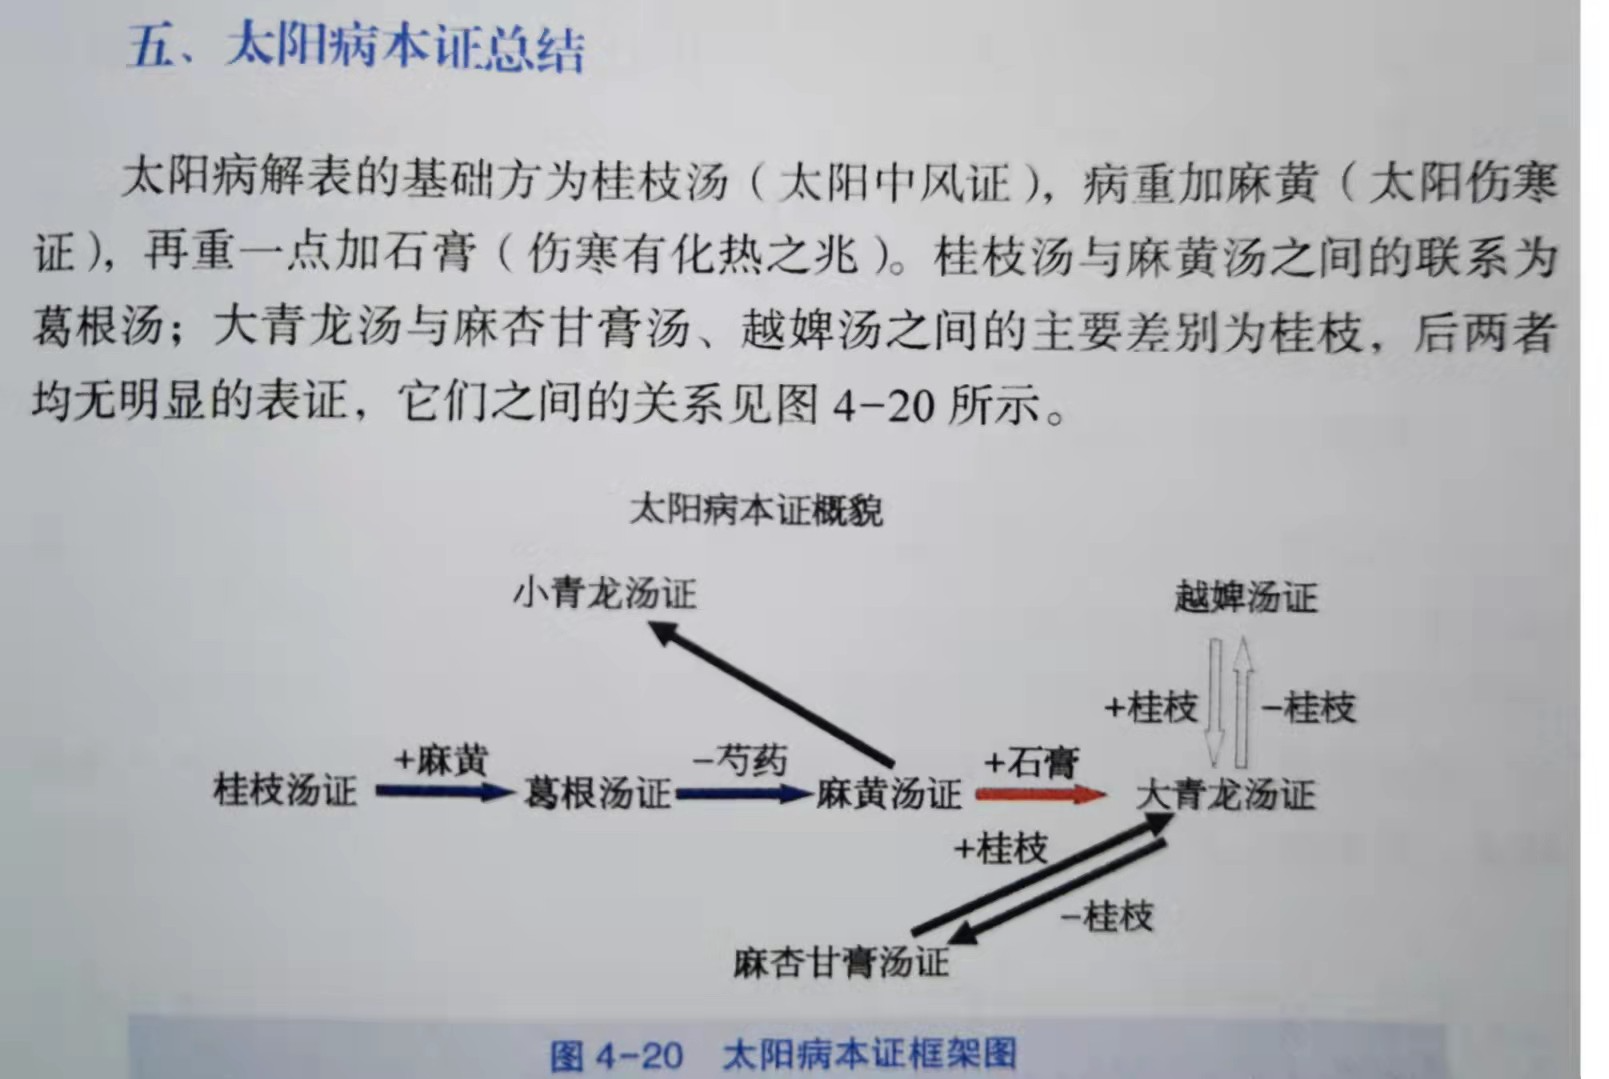 五、太阳病本证总结
太阳病解表的基础方为桂枝汤（太阳中风证），病重加麻黄（太阳伤寒
证），再重一点加石膏（伤寒有化热之兆）。桂枝汤与麻黄汤之间的联系为
葛根汤；大青龙汤与麻杏甘膏汤、越婢汤之间的主要差别为桂枝，后两者
均无明显的表证，它们之间的关系见图 4-20 所示。
太阳病本证概貌
小青龙汤证
越婢汤证
+桂枝
-桂枝
+麻黄
-芍药
+石膏
桂枝汤证
葛根汤证
麻黄汤证
大青龙汤证
+桂枝
-桂枝
麻杏甘膏汤证
图 4-20 太阳病本证框架图